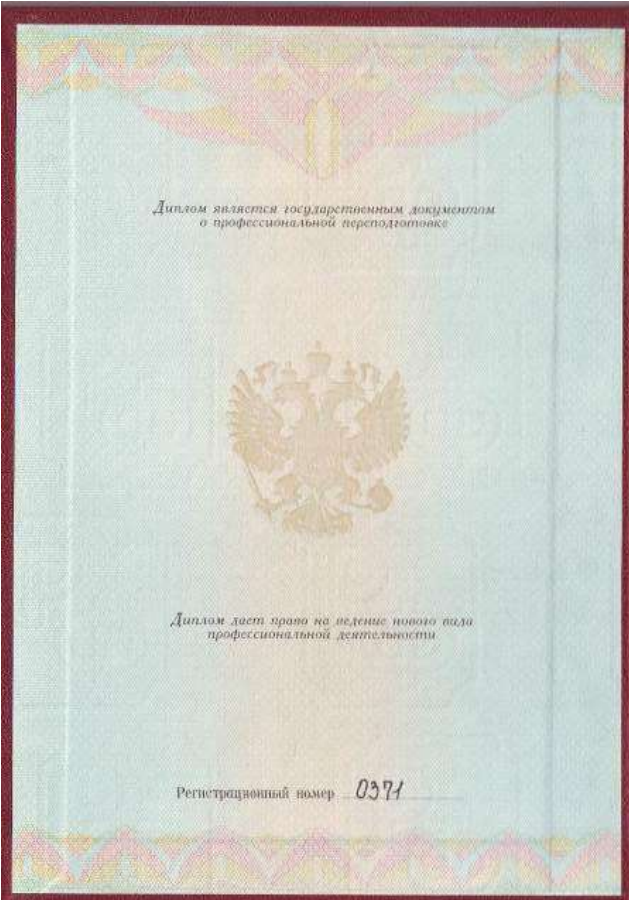 Диплом является государственным документом
о профессиональной переподготовке
Диплом дает право на ведение нового вида
профессиональной деятельности
Регистрационный номер 0371